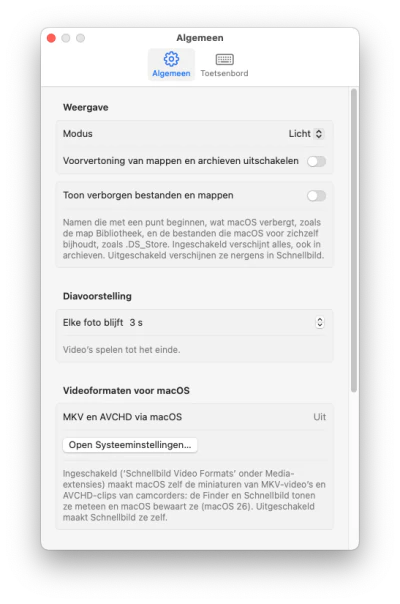 Algemeen
Algemeen
Toetsenbord
Weergave
Modus
Licht
Voorvertoning van mappen en archieven uitschakelen
Toon verborgen bestanden en mappen
Namen die met een punt beginnen, wat macOS verbergt, zoals
de map Bibliotheek, en de bestanden die macOS voor zichzelf
bijhoudt, zoals .DS_Store. Ingeschakeld verschijnt alles, ook in
archieven. Uitgeschakeld verschijnen ze nergens in Schnellbild.
Diavoorstelling
Elke foto blijft 3 s
Video's spelen tot het einde.
Videoformaten voor macOS
MKV en AVCHD via macOS
Uit
Open Systeeminstellingen...
Ingeschakeld ('Schnellbild Video Formats' onder Media-
extensies) maakt macOS zelf de miniaturen van MKV-video's en
AVCHD-clips van camcorders: de Finder en Schnellbild tonen
ze meteen en macOS bewaart ze (macOS 26). Uitgeschakeld
maakt Schnellbild ze zelf.